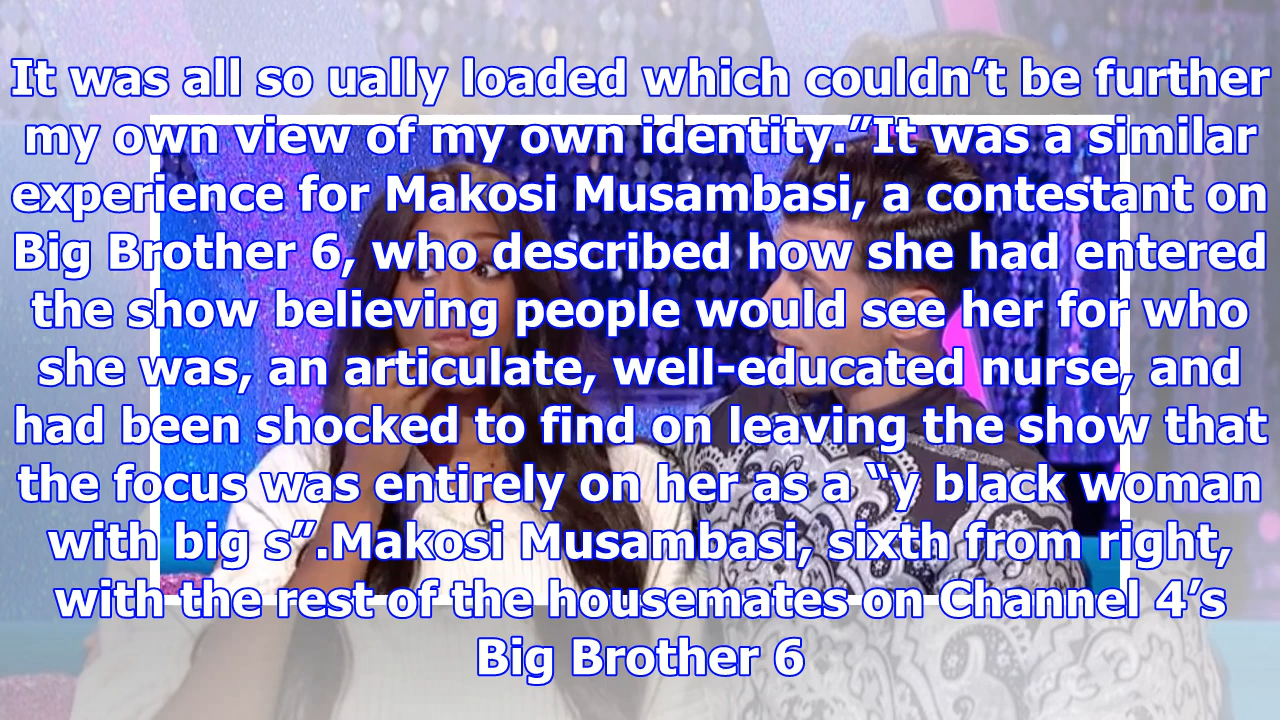 It was all so ually loaded which couldn’t be further
my own view of my own identity.”It was a similar
experience for Makosi Musambasi, a contestant on
Big Brother 6, who described how she had entered
the show believing people would see her for who
she was, an articulate, well-educated nurse, and
had been shocked to find on leaving the show that
the focus was entirely on her as a “y black woman
with big s”.Makosi Musambasi, sixth from right,
with the rest of the housemates on Channel 4’s
Big Brother 6